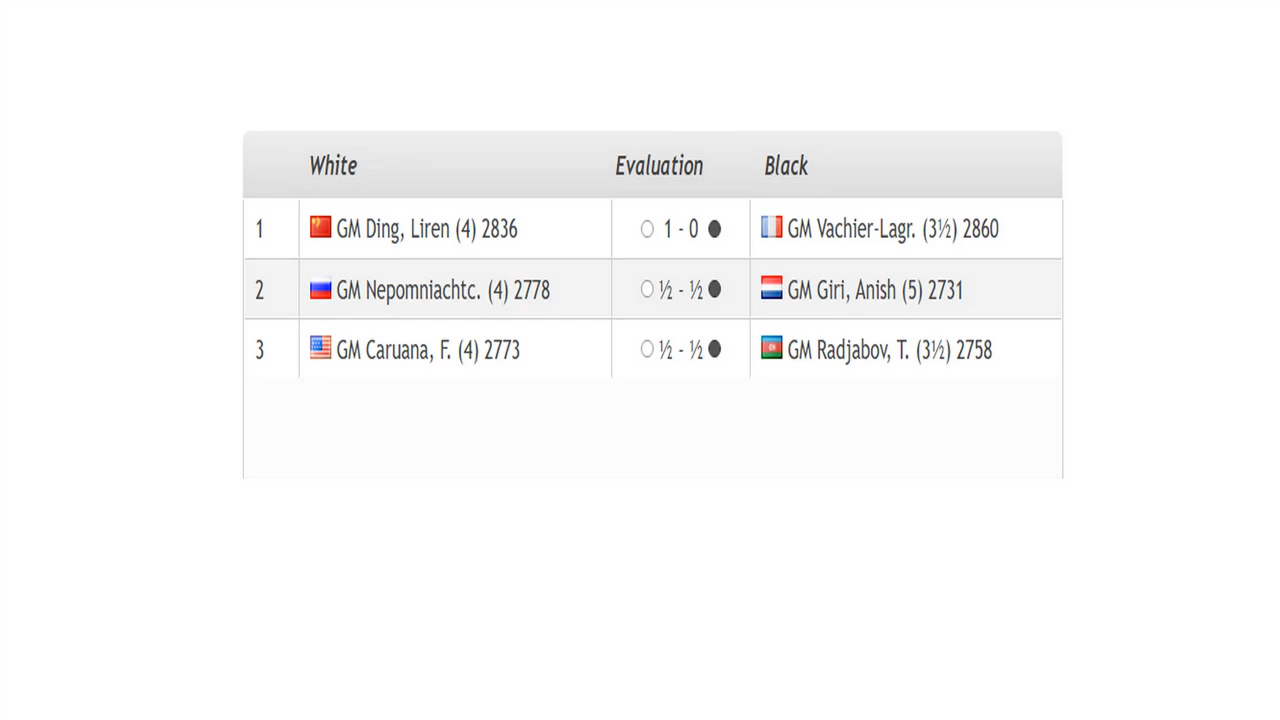 White Evaluation Black
1 GM Ding, Liren (4) 2836 1 - 0 GM Vachier-Lagr. (3½) 2860
2 GM Nepomniachtc. (4) 2778 ½ - ½ GM Giri, Anish (5) 2731
3 GM Caruana, F. (4) 2773 ½ - ½ GM Radjabov, T. (3½) 2758